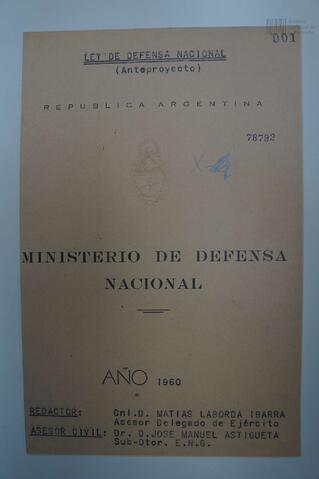 001
LEY DE DEFENSA NACIONAL
(Anteproyecto)
REPUBLICA ARGENTINA
78792
MINISTERIO DE DEFENSA
NACIONAL
AÑO 1960
REDACTOR: Cnl.D. MATIAS LABORDA IBARRA
Asesor Delegado de Ejército
ASESOR CIVIL: Dr. D.JOSE MANUEL ASTIGUETA
Sub-Dtor. E.N.G.